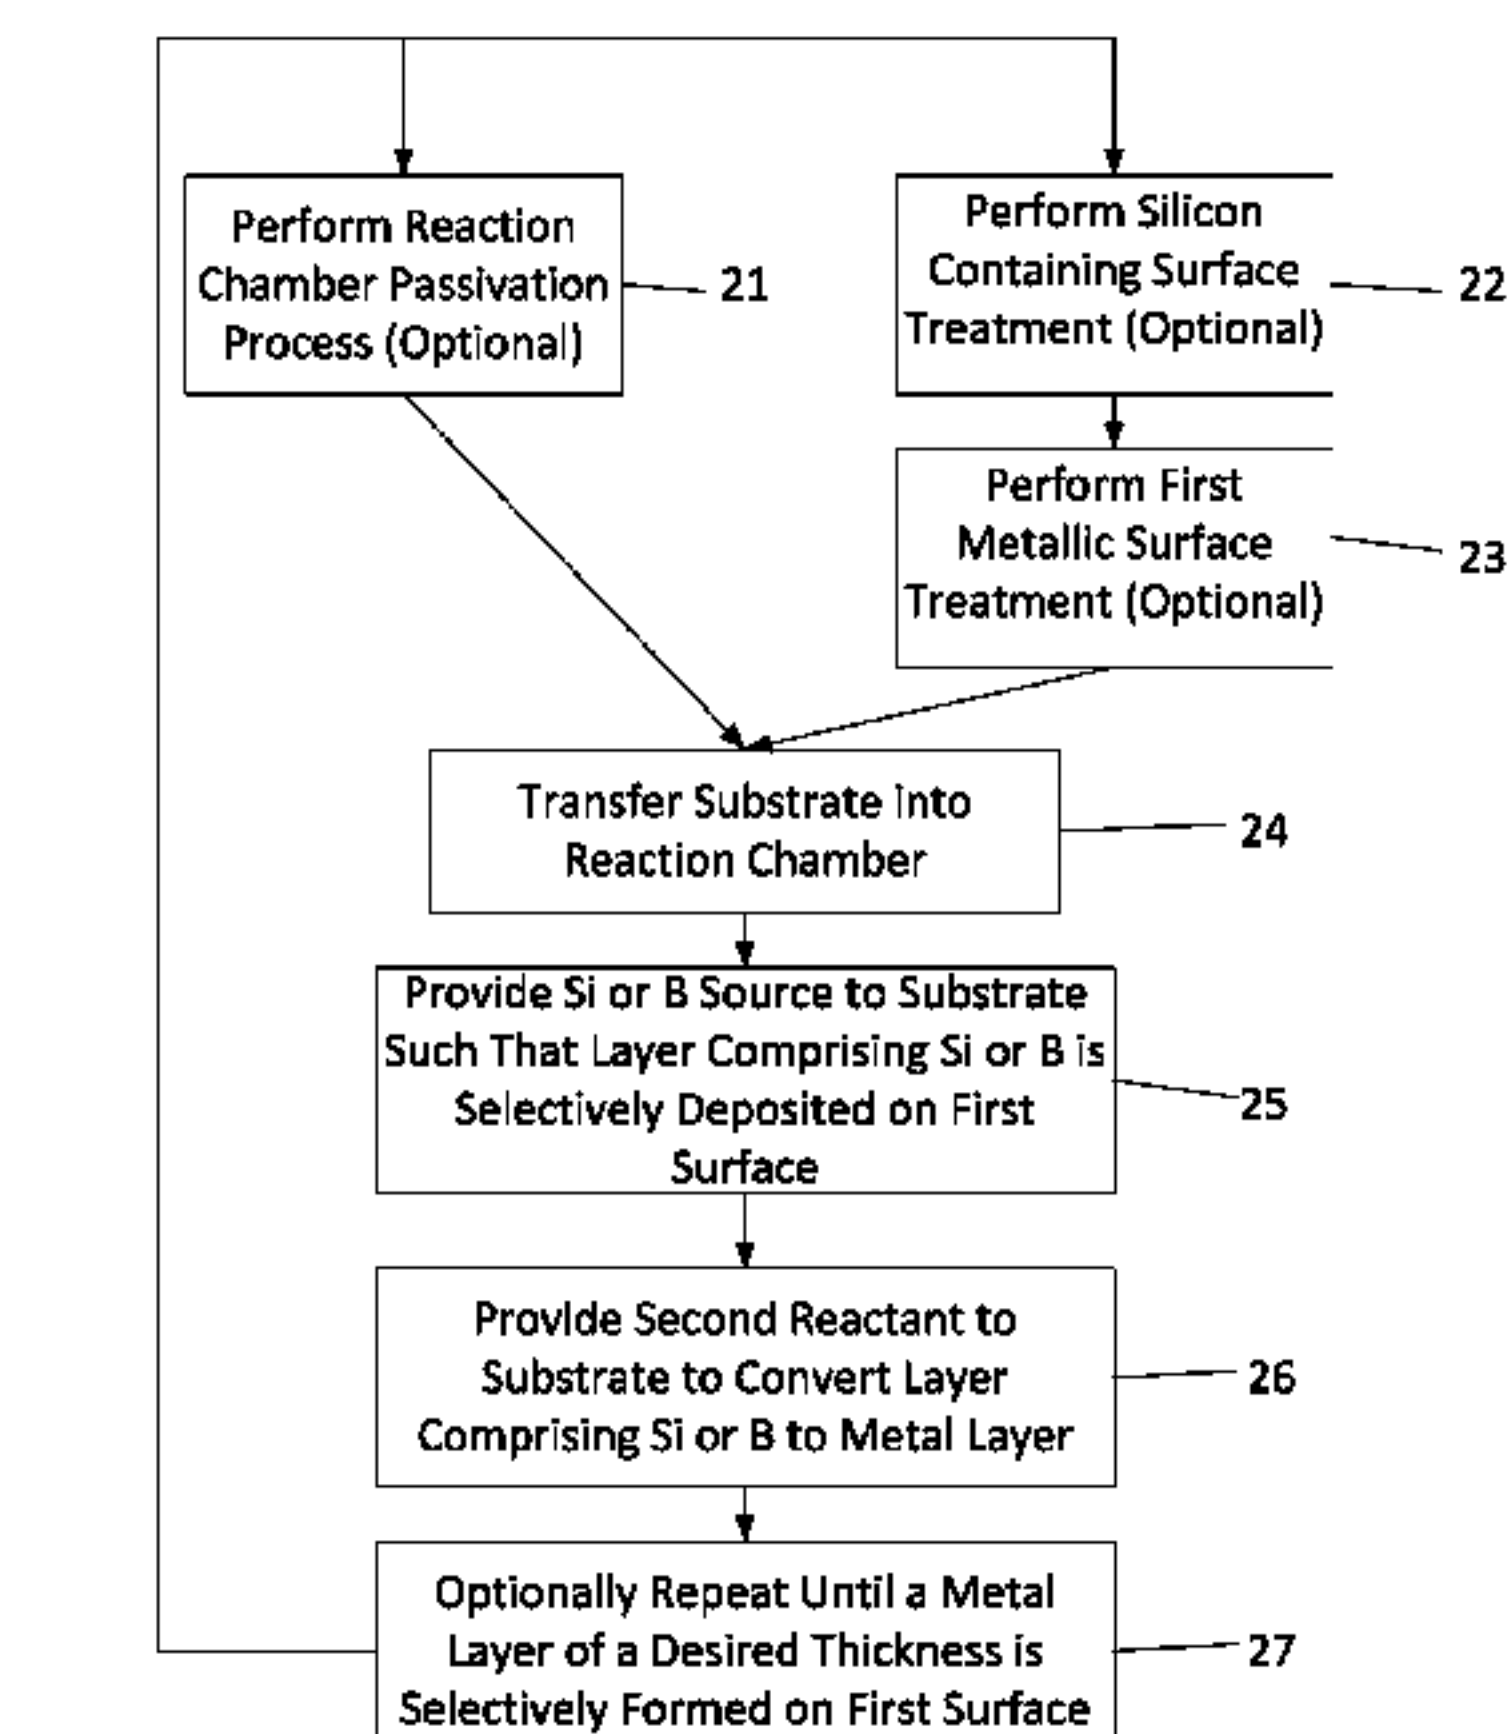 Perform Reaction
Chamber Passivation
Process (Optional)
21
Perform Silicon
Containing Surface
Treatment (Optional)
22
Perform First
Metallic Surface
Treatment (Optional)
23
Transfer Substrate into
Reaction Chamber
24
Provide Si or B Source to Substrate
Such That Layer Comprising Si or B is
Selectively Deposited on First
Surface
25
Provide Second Reactant to
Substrate to Convert Layer
Comprising Si or B to Metal Layer
26
Optionally Repeat Until a Metal
Layer of a Desired Thickness is
Selectively Formed on First Surface
27